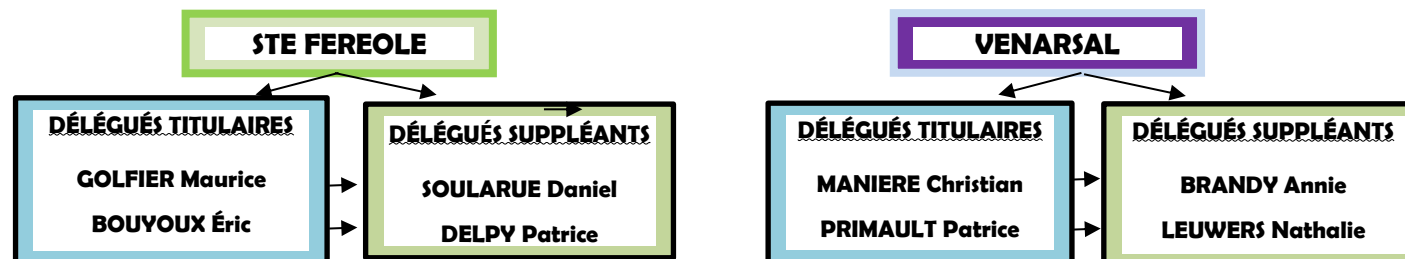 STE FEREOLE
DÉLÉGUÉS TITULAIRES
GOLFIER Maurice
BOUYOUX Éric
DÉLÉGUÉS SUPPLÉANTS
SOULARUE Daniel
DELPY Patrice
VENARSAL
DÉLÉGUÉS TITULAIRES
MANIERE Christian
PRIMAULT Patrice
DÉLÉGUÉS SUPPLÉANTS
BRANDY Annie
LEUWERS Nathalie